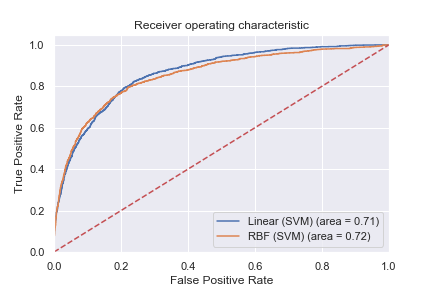 Receiver operating characteristic
True Positive Rate
1.0
0.8
0.6
0.4
0.2
0.0
Linear (SVM) (area = 0.71)
RBF (SVM) (area = 0.72)
0.0 0.2 0.4 0.6 0.8 1.0
False Positive Rate